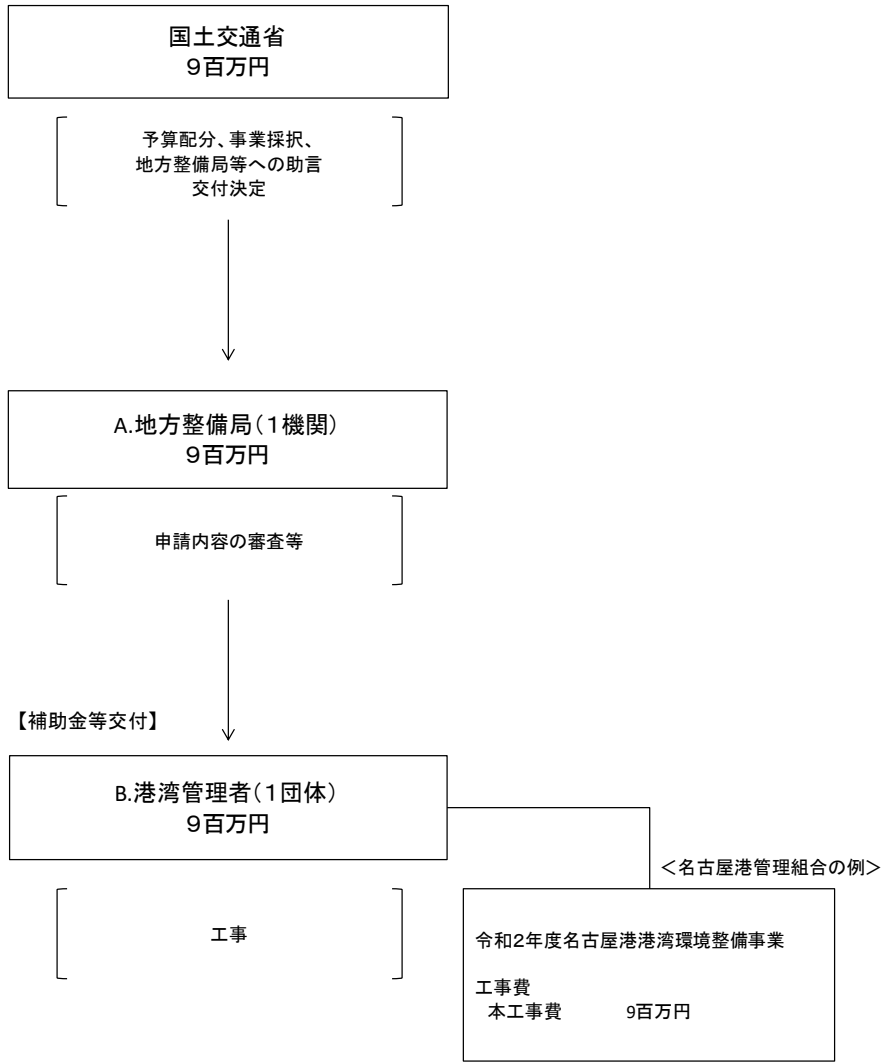 国土交通省
9百万円
予算配分、事業採択、
地方整備局等への助言
交付決定
A.地方整備局（１機関）
9百万円
申請内容の審査等
【補助金等交付】
B.港湾管理者（１団体）
9百万円
＜名古屋港管理組合の例＞
工事
令和2年度名古屋港港湾環境整備事業
工事費
本工事費　　　　9百万円